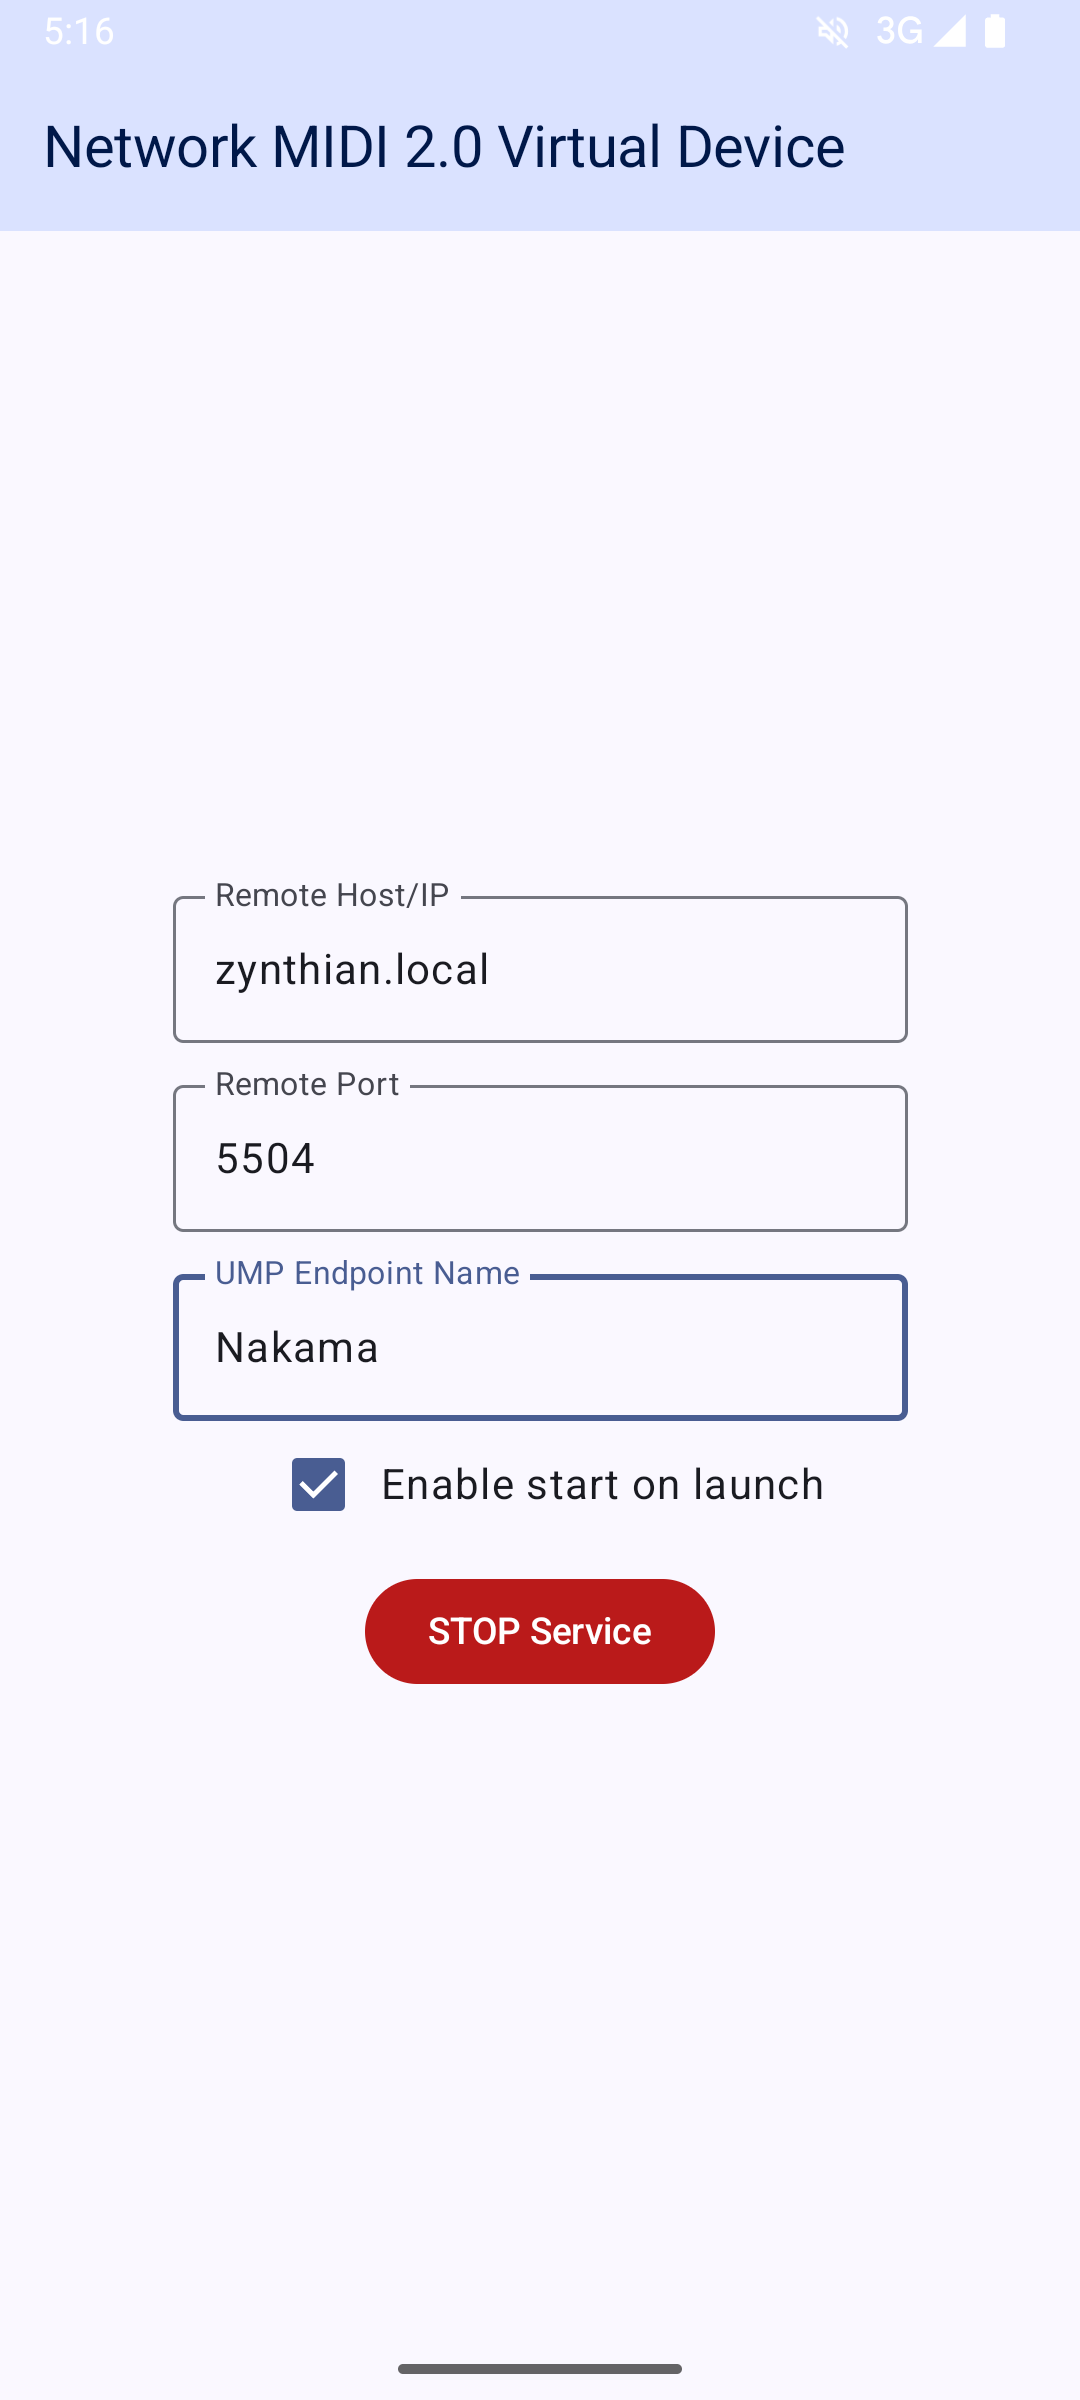 5:16
3G
Network MIDI 2.0 Virtual Device
Remote Host/IP
zynthian.local
Remote Port
5504
UMP Endpoint Name
Nakama
Enable start on launch
STOP Service